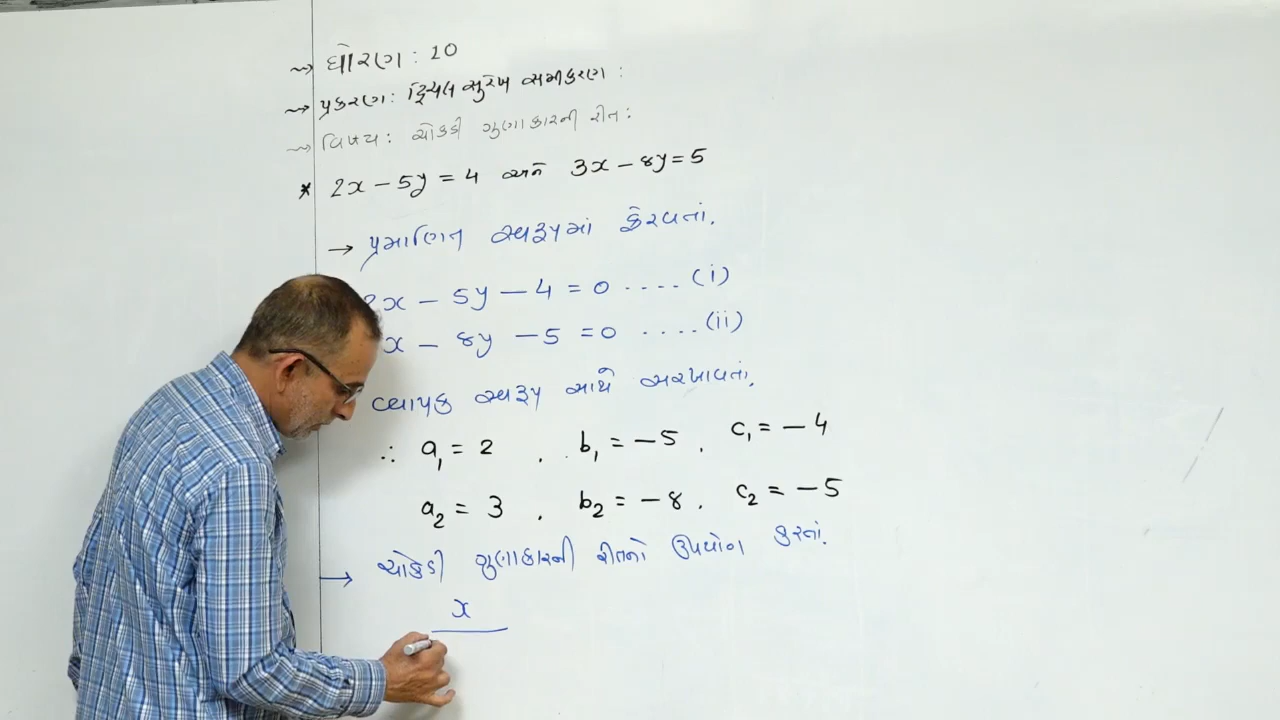 ⇝ ધોરણ : 10
⇝ પ્રકરણ : દ્વિચલ સુરેખ સમીકરણ :
⇝ વિષય : ચોકડી ગુણાકારની રીત :
* 2x – 5y = 4 અને 3x – 8y = 5
→ પ્રમાણિત સ્વરૂપમાં ફેરવતાં.
2x – 5y – 4 = 0 .... (i)
x – 8y – 5 = 0 .... (ii)
વ્યાપક સ્વરૂપ સાથે સરખાવતાં.
∴ a₁ = 2 , b₁ = –5 , c₁ = – 4
a₂ = 3 , b₂ = – 8 , c₂ = – 5
→ ચોકડી ગુણાકારની રીતનો ઉપયોગ કરતાં.
x